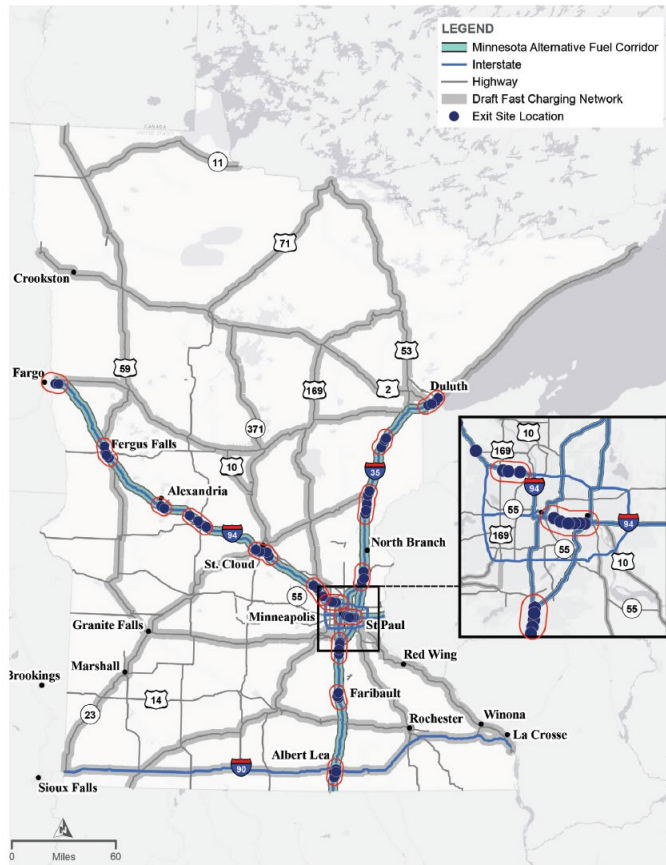 LEGEND
Minnesota Alternative Fuel Corridor
Interstate
Highway
Draft Fast Charging Network
Exit Site Location
CANADA
11
71
Crookston
53
59
Fargo
169
2
Duluth
371
Fergus Falls
10
10
169
35
Alexandria
94
94
55
94
North Branch
St. Cloud
169
55
55
10
Minneapolis
St Paul
55
Granite Falls
Red Wing
Marshall
Brookings
14
Faribault
23
Rochester
Winona
La Crosse
Albert Lea
90
Sioux Falls
0 Miles 60